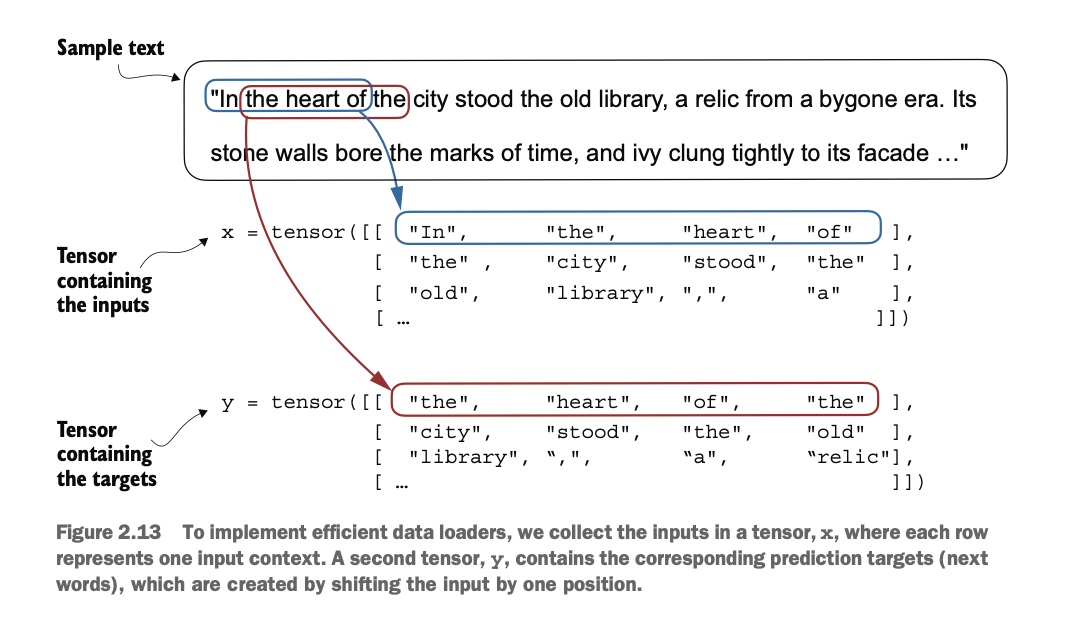 Sample text
"In the heart of the city stood the old library, a relic from a bygone era. Its
stone walls bore the marks of time, and ivy clung tightly to its facade …"
x = tensor([[ "In", "the", "heart", "of" ],
[ "the" , "city", "stood", "the" ],
[ "old", "library", ",", "a" ],
[ … ]])
Tensor
containing
the inputs
y = tensor([[ "the", "heart", "of", "the" ],
[ "city", "stood", "the", "old" ],
[ "library", “,", “a", “relic"],
[ … ]])
Tensor
containing
the targets
Figure 2.13 To implement efficient data loaders, we collect the inputs in a tensor, x, where each row
represents one input context. A second tensor, y, contains the corresponding prediction targets (next
words), which are created by shifting the input by one position.